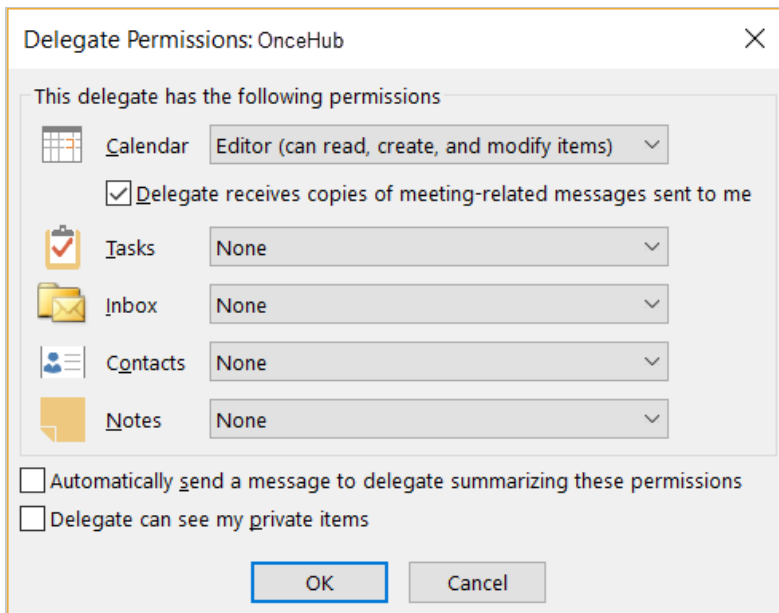 Delegate Permissions: OnceHub
This delegate has the following permissions
Calendar Editor (can read, create, and modify items)
Delegate receives copies of meeting-related messages sent to me
Tasks None
Inbox None
Contacts None
Notes None
Automatically send a message to delegate summarizing these permissions
Delegate can see my private items
OK Cancel